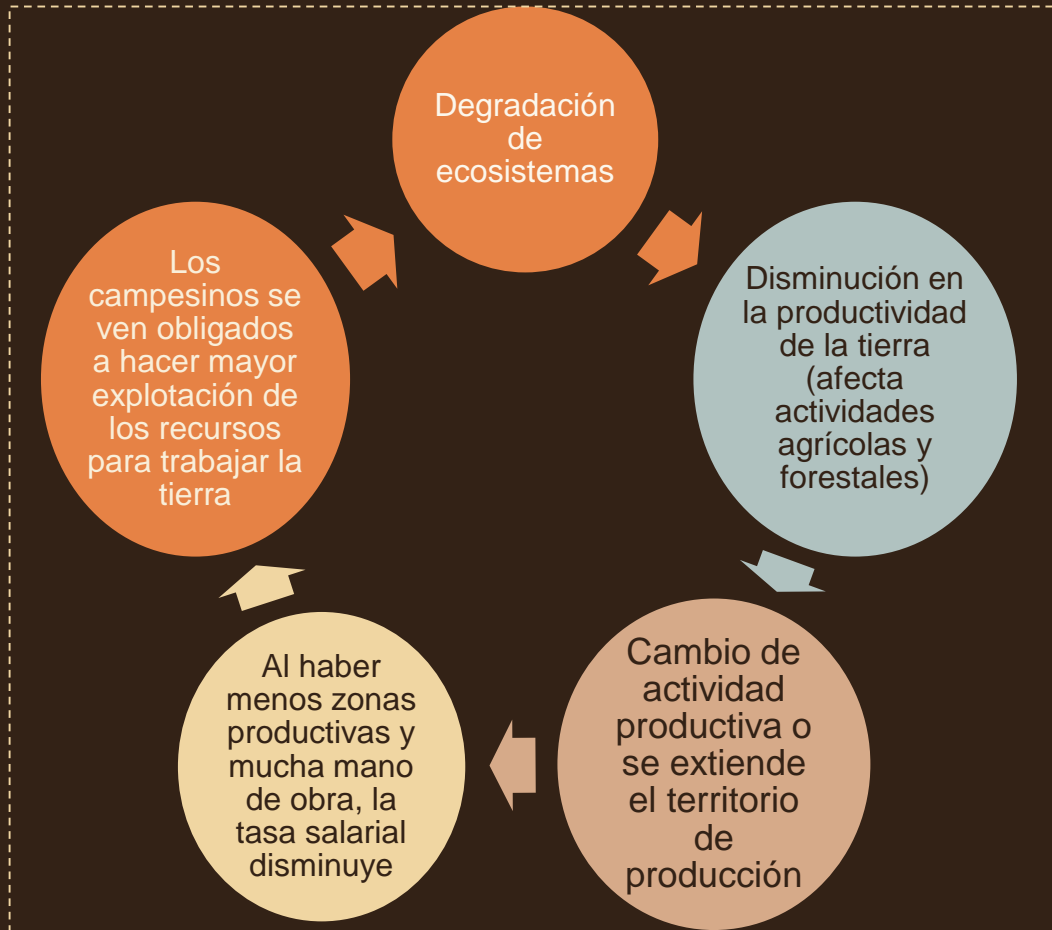 Degradación
de
ecosistemas
Disminución en
la productividad
de la tierra
(afecta
actividades
agrícolas y
forestales)
Cambio de
actividad
productiva o
se extiende
el territorio
de
producción
Al haber
menos zonas
productivas y
mucha mano
de obra, la
tasa salarial
disminuye
Los
campesinos se
ven obligados
a hacer mayor
explotación de
los recursos
para trabajar la
tierra